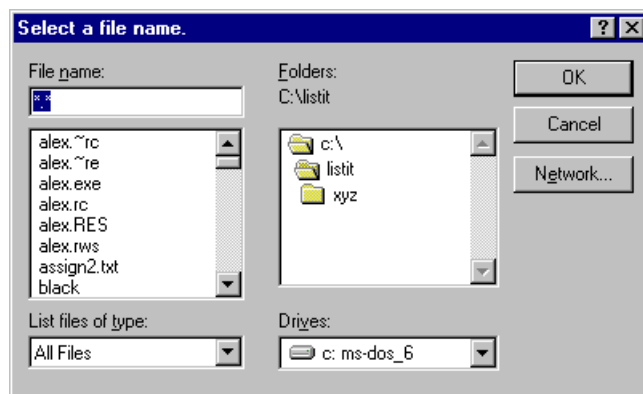 Select a file name.
File name:
*.*
alex.~rc
alex.~re
alex.exe
alex.rc
alex.RES
alex.rws
assign2.txt
black
List files of type:
All Files
Folders:
C:\listit
c:\
listit
xyz
Drives:
c: ms-dos_6
OK
Cancel
Network...